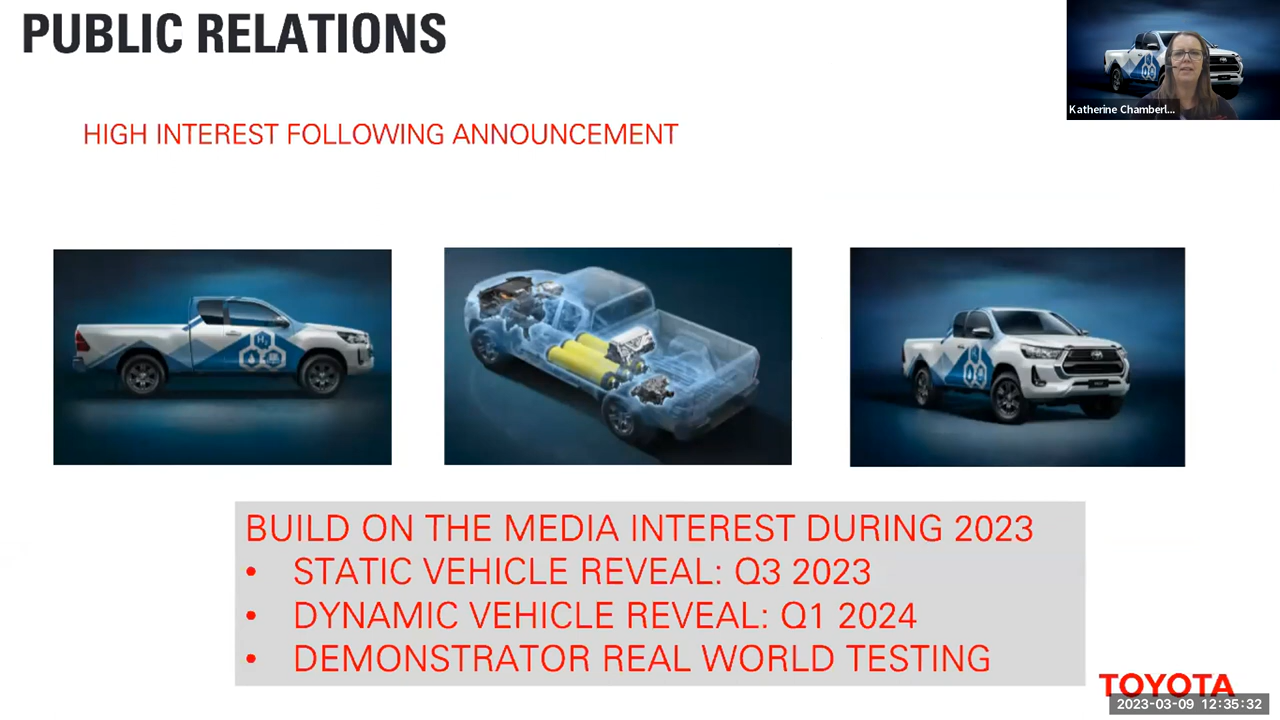 PUBLIC RELATIONS
Katherine Chamberl...
HIGH INTEREST FOLLOWING ANNOUNCEMENT
H₂
BUILD ON THE MEDIA INTEREST DURING 2023
• STATIC VEHICLE REVEAL: Q3 2023
• DYNAMIC VEHICLE REVEAL: Q1 2024
• DEMONSTRATOR REAL WORLD TESTING
TOYOTA
2023-03-09 12:35:32